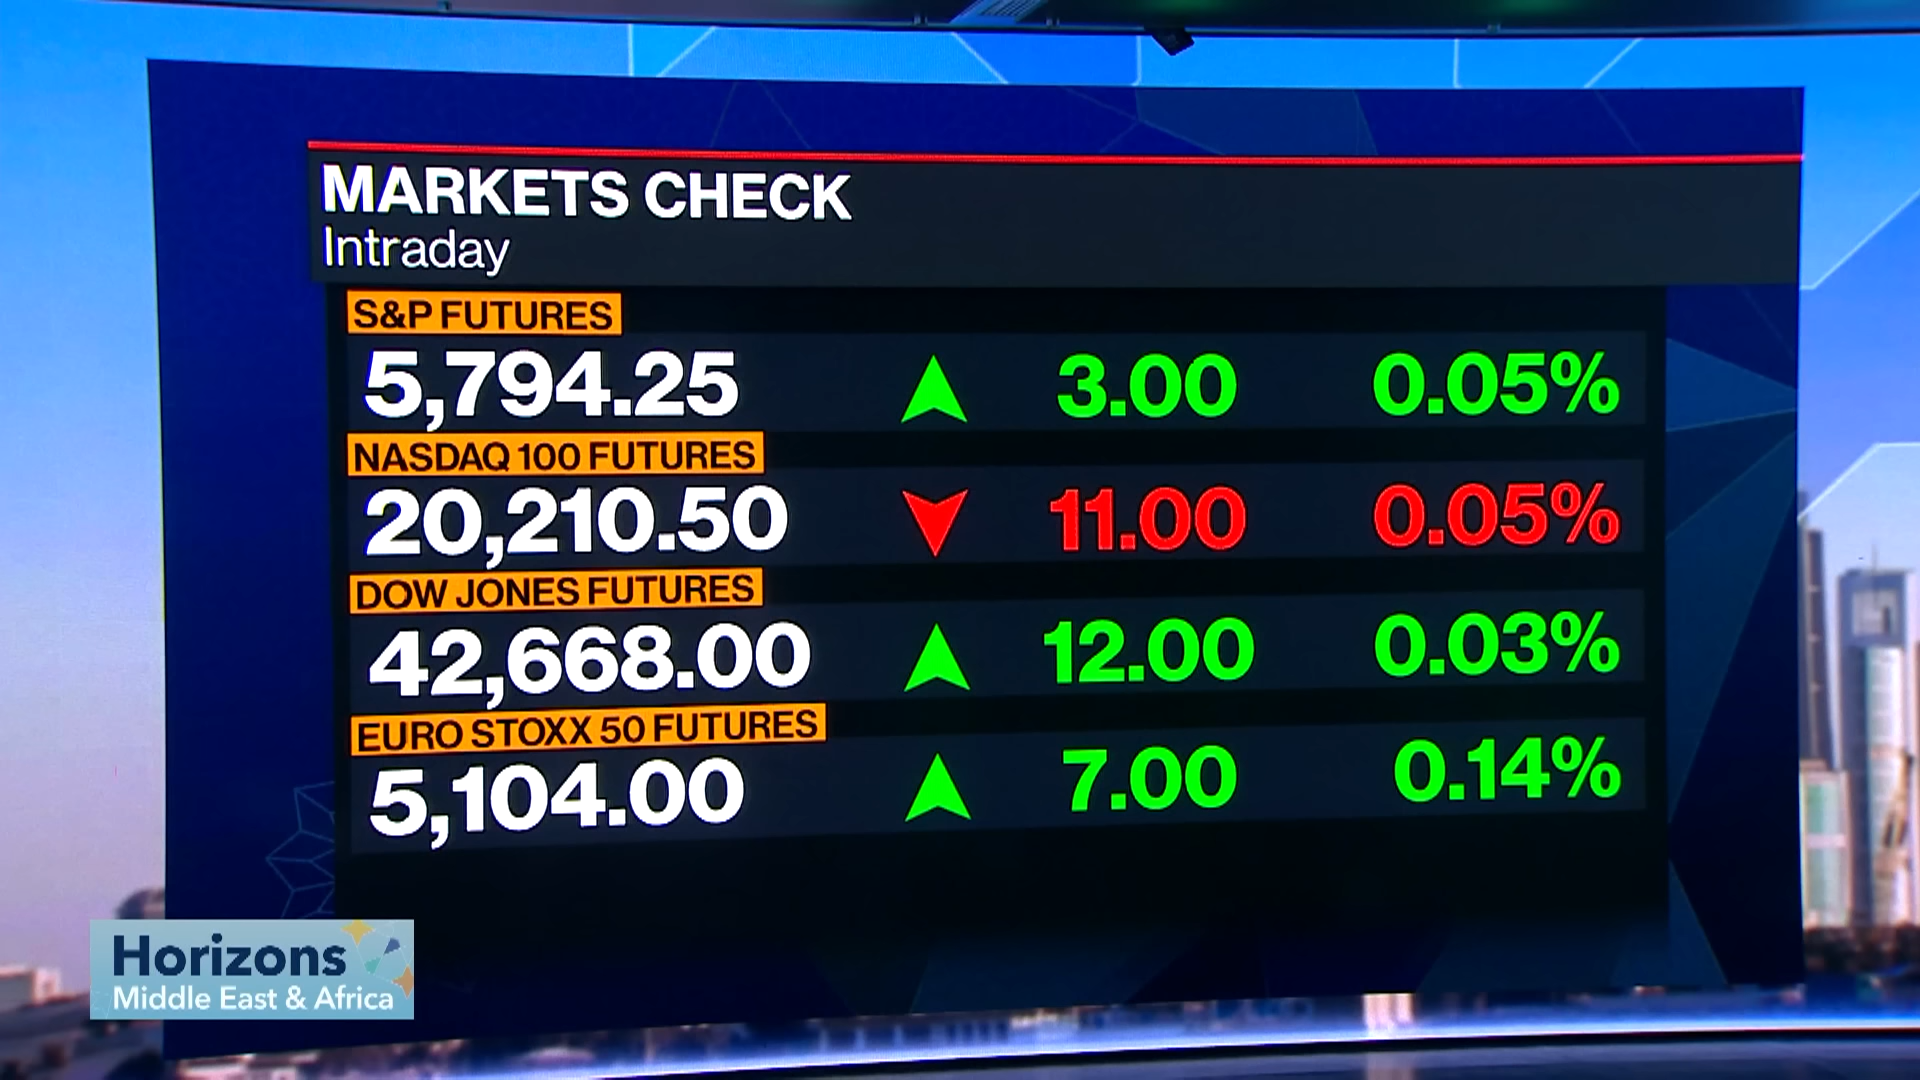 MARKETS CHECK
Intraday
S&P FUTURES
5,794.25 3.00 0.05%
NASDAQ 100 FUTURES
20,210.50 11.00 0.05%
DOW JONES FUTURES
42,668.00 12.00 0.03%
EURO STOXX 50 FUTURES
5,104.00 7.00 0.14%
Horizons
Middle East & Africa